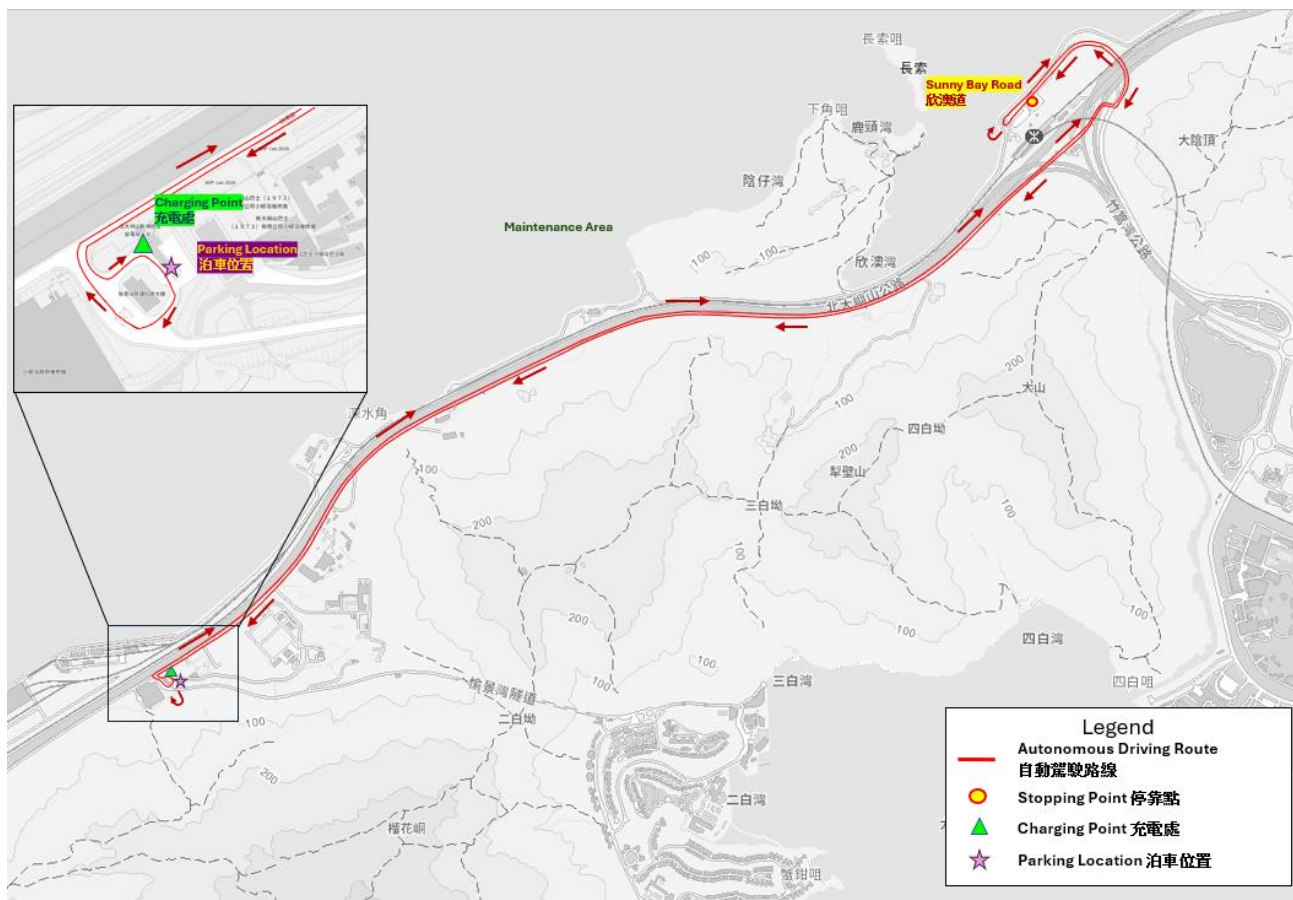 長索咀
長索
Sunny Bay Road
欣澳道
下角咀
鹿頸灣
大陰頂
陰仔灣
竹篙灣公路
Charging Point
充電處
Parking Location
泊車位置
Maintenance Area
100
100
欣澳灣
北大嶼山公路
200
大山
100
深水角
四白坳
200
犁壁山
100
200
三白坳
100
100
200
100
100
四白灣
愉景灣隧道
三白灣
四白咀
100
二白坳
200
二白灣
榴花峒
蟹鉗咀
Legend
Autonomous Driving Route
自動駕駛路線
Stopping Point 停靠點
Charging Point 充電處
Parking Location 泊車位置